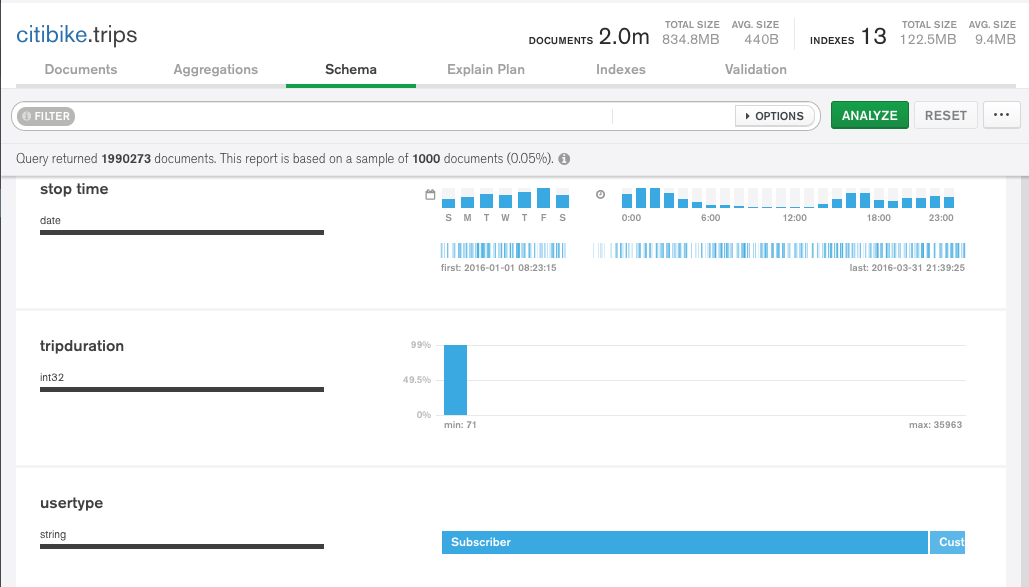 citibike.trips
DOCUMENTS 2.0m TOTAL SIZE 834.8MB AVG. SIZE 440B INDEXES 13 TOTAL SIZE 122.5MB AVG. SIZE 9.4MB
Documents Aggregations Schema Explain Plan Indexes Validation
FILTER OPTIONS ANALYZE RESET ...
Query returned 1990273 documents. This report is based on a sample of 1000 documents (0.05%).
stop time
date
S M T W T F S 0:00 6:00 12:00 18:00 23:00
first: 2016-01-01 08:23:15 last: 2016-03-31 21:39:25
tripduration
int32
99%
49.5%
0%
min: 71 max: 35963
usertype
string
Subscriber Cust